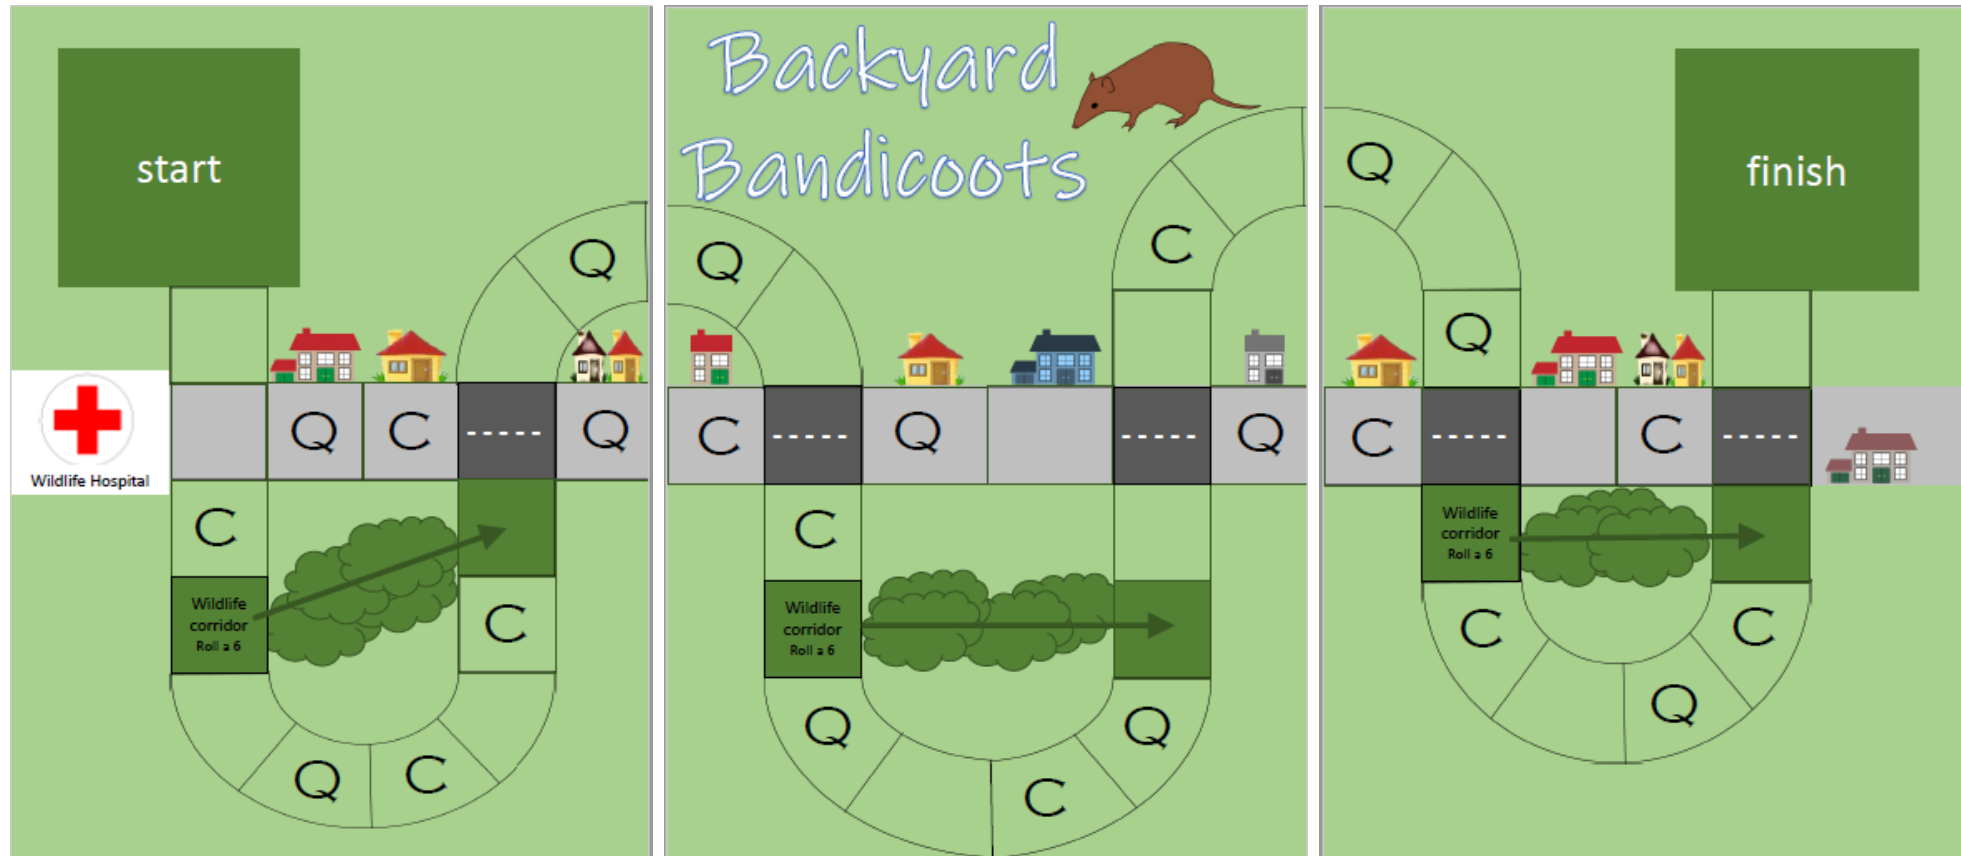 start
Q
Q C Q
Wildlife Hospital
C
Wildlife
corridor
Roll a 6
C
Q C
Backyard
Bandicoots
Q
C
C Q Q
C
Wildlife
corridor
Roll a 6
Q
Q
C
Q
finish
Q
C C
Wildlife
corridor
Roll a 6
C
C
Q